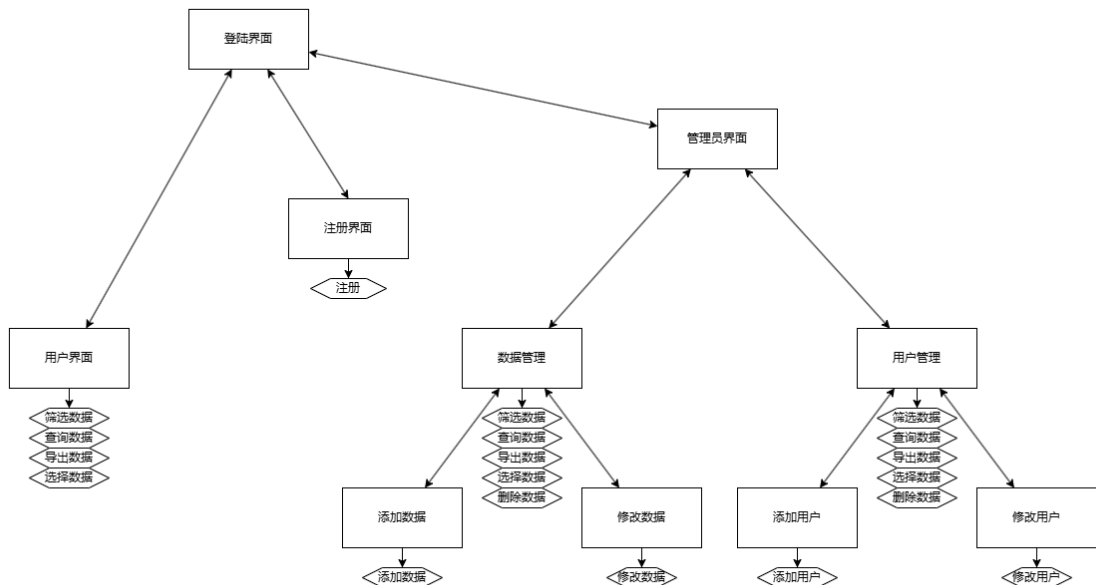 登陆界面
管理员界面
注册界面
注册
用户界面
筛选数据
查询数据
导出数据
选择数据
数据管理
筛选数据
查询数据
导出数据
选择数据
删除数据
用户管理
筛选数据
查询数据
导出数据
选择数据
删除数据
添加数据
添加数据
修改数据
修改数据
添加用户
添加用户
修改用户
修改用户